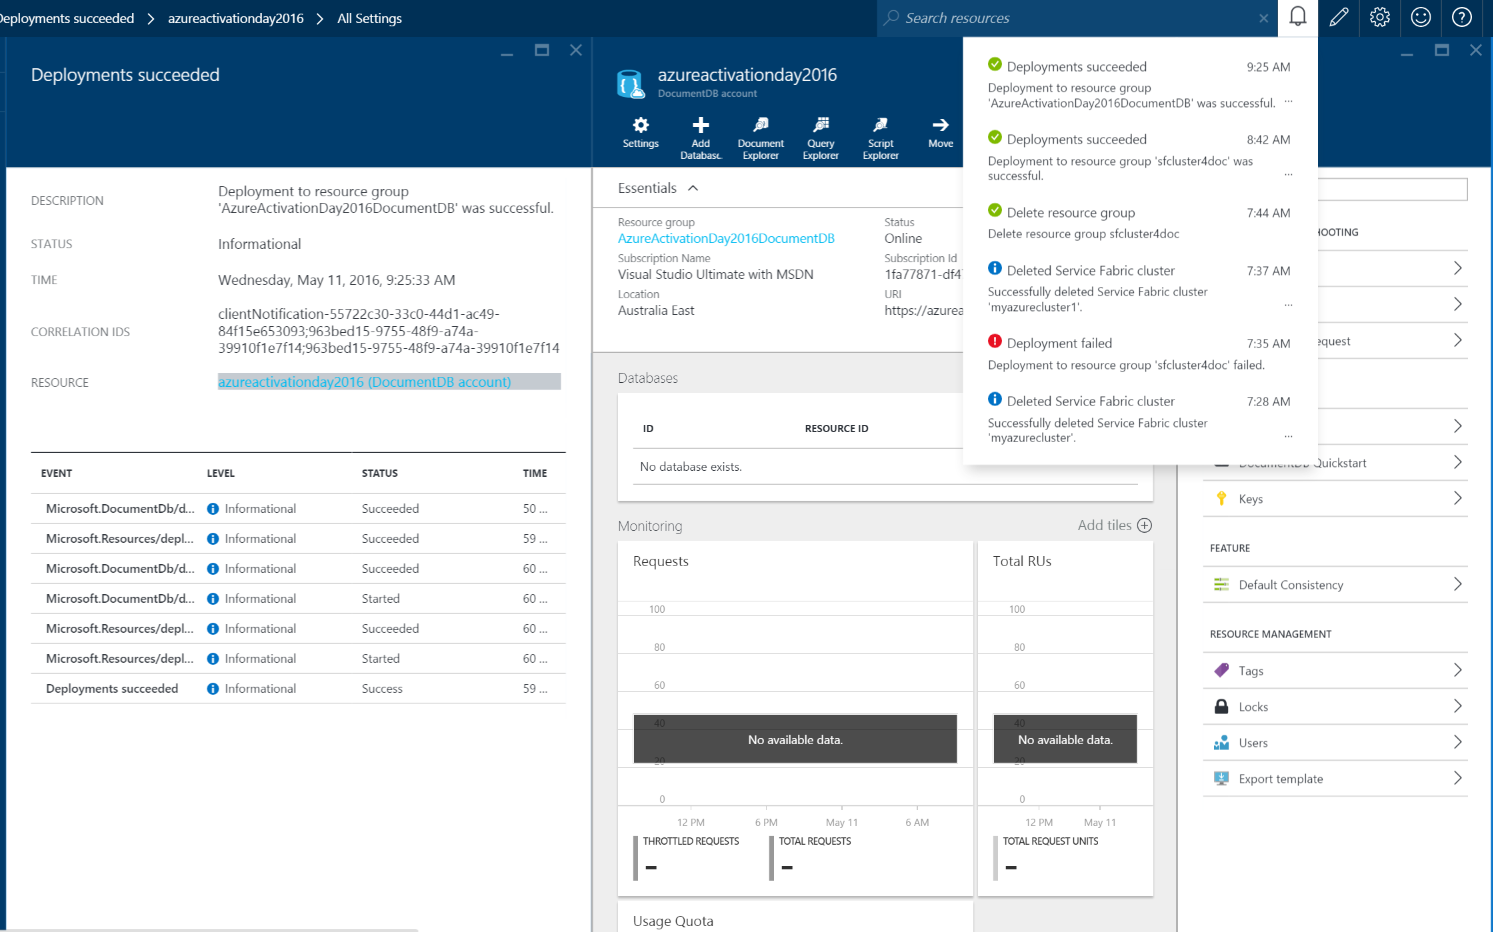 Deployments succeeded > azureactivationday2016 > All Settings
Search resources
Deployments succeeded
DESCRIPTION
Deployment to resource group
'AzureActivationDay2016DocumentDB' was successful.
STATUS
Informational
TIME
Wednesday, May 11, 2016, 9:25:33 AM
CORRELATION IDS
clientNotification-55722c30-33c0-44d1-ac49-
84f15e653093;963bed15-9755-48f9-a74a-
39910f1e7f14;963bed15-9755-48f9-a74a-39910f1e7f14
RESOURCE
azureactivationday2016 (DocumentDB account)
EVENT LEVEL STATUS TIME
Microsoft.DocumentDb/d... Informational Succeeded 50 ...
Microsoft.Resources/depl... Informational Succeeded 59 ...
Microsoft.DocumentDb/d... Informational Succeeded 60 ...
Microsoft.DocumentDb/d... Informational Started 60 ...
Microsoft.Resources/depl... Informational Succeeded 60 ...
Microsoft.Resources/depl... Informational Started 60 ...
Deployments succeeded Informational Success 59 ...
azureactivationday2016
DocumentDB account
Settings
Add
Databasc.
Document
Explorer
Query
Explorer
Script
Explorer
Move
Essentials
Resource group
AzureActivationDay2016DocumentDB
Subscription Name
Visual Studio Ultimate with MSDN
Location
Australia East
Status
Online
Subscription Id
1fa77871-df4
URI
https://azurea
Databases
ID RESOURCE ID
No database exists.
Monitoring
Add tiles
Requests
100
80
60
40
No available data.
20
0
12 PM 6 PM May 11 6 AM
THROTTLED REQUESTS
–
TOTAL REQUESTS
–
Total RUs
100
80
60
40
No available data.
20
0
12 PM May 11
TOTAL REQUEST UNITS
–
Usage Quota
Deployments succeeded 9:25 AM
Deployment to resource group
'AzureActivationDay2016DocumentDB' was successful. ...
Deployments succeeded 8:42 AM
Deployment to resource group 'sfcluster4doc' was
successful. ...
Delete resource group 7:44 AM
Delete resource group sfcluster4doc
Deleted Service Fabric cluster 7:37 AM
Successfully deleted Service Fabric cluster
'myazurecluster1'. ...
Deployment failed 7:35 AM
Deployment to resource group 'sfcluster4doc' failed.
Deleted Service Fabric cluster 7:28 AM
Successfully deleted Service Fabric cluster
'myazurecluster'. ...
HOOTING
equest
DocumentDB Quickstart
Keys
FEATURE
Default Consistency
RESOURCE MANAGEMENT
Tags
Locks
Users
Export template